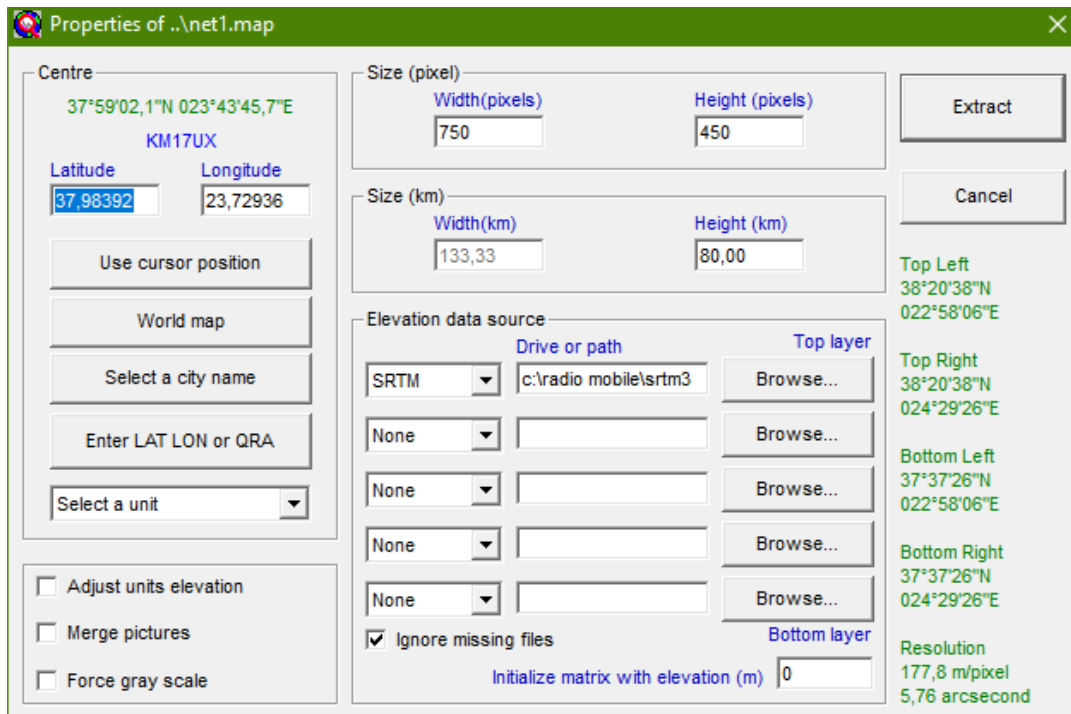 Properties of ..\net1.map
Centre
37°59'02,1"N 023°43'45,7"E
KM17UX
Latitude Longitude
37,98392 23,72936
Use cursor position
World map
Select a city name
Enter LAT LON or QRA
Select a unit
Adjust units elevation
Merge pictures
Force gray scale
Size (pixel)
Width(pixels) Height (pixels)
750 450
Size (km)
Width(km) Height (km)
133,33 80,00
Elevation data source
Drive or path Top layer
SRTM c:\radio mobile\srtm3 Browse...
None Browse...
None Browse...
None Browse...
None Browse...
Ignore missing files Bottom layer
Initialize matrix with elevation (m) 0
Extract
Cancel
Top Left
38°20'38"N
022°58'06"E
Top Right
38°20'38"N
024°29'26"E
Bottom Left
37°37'26"N
022°58'06"E
Bottom Right
37°37'26"N
024°29'26"E
Resolution
177,8 m/pixel
5,76 arcsecond